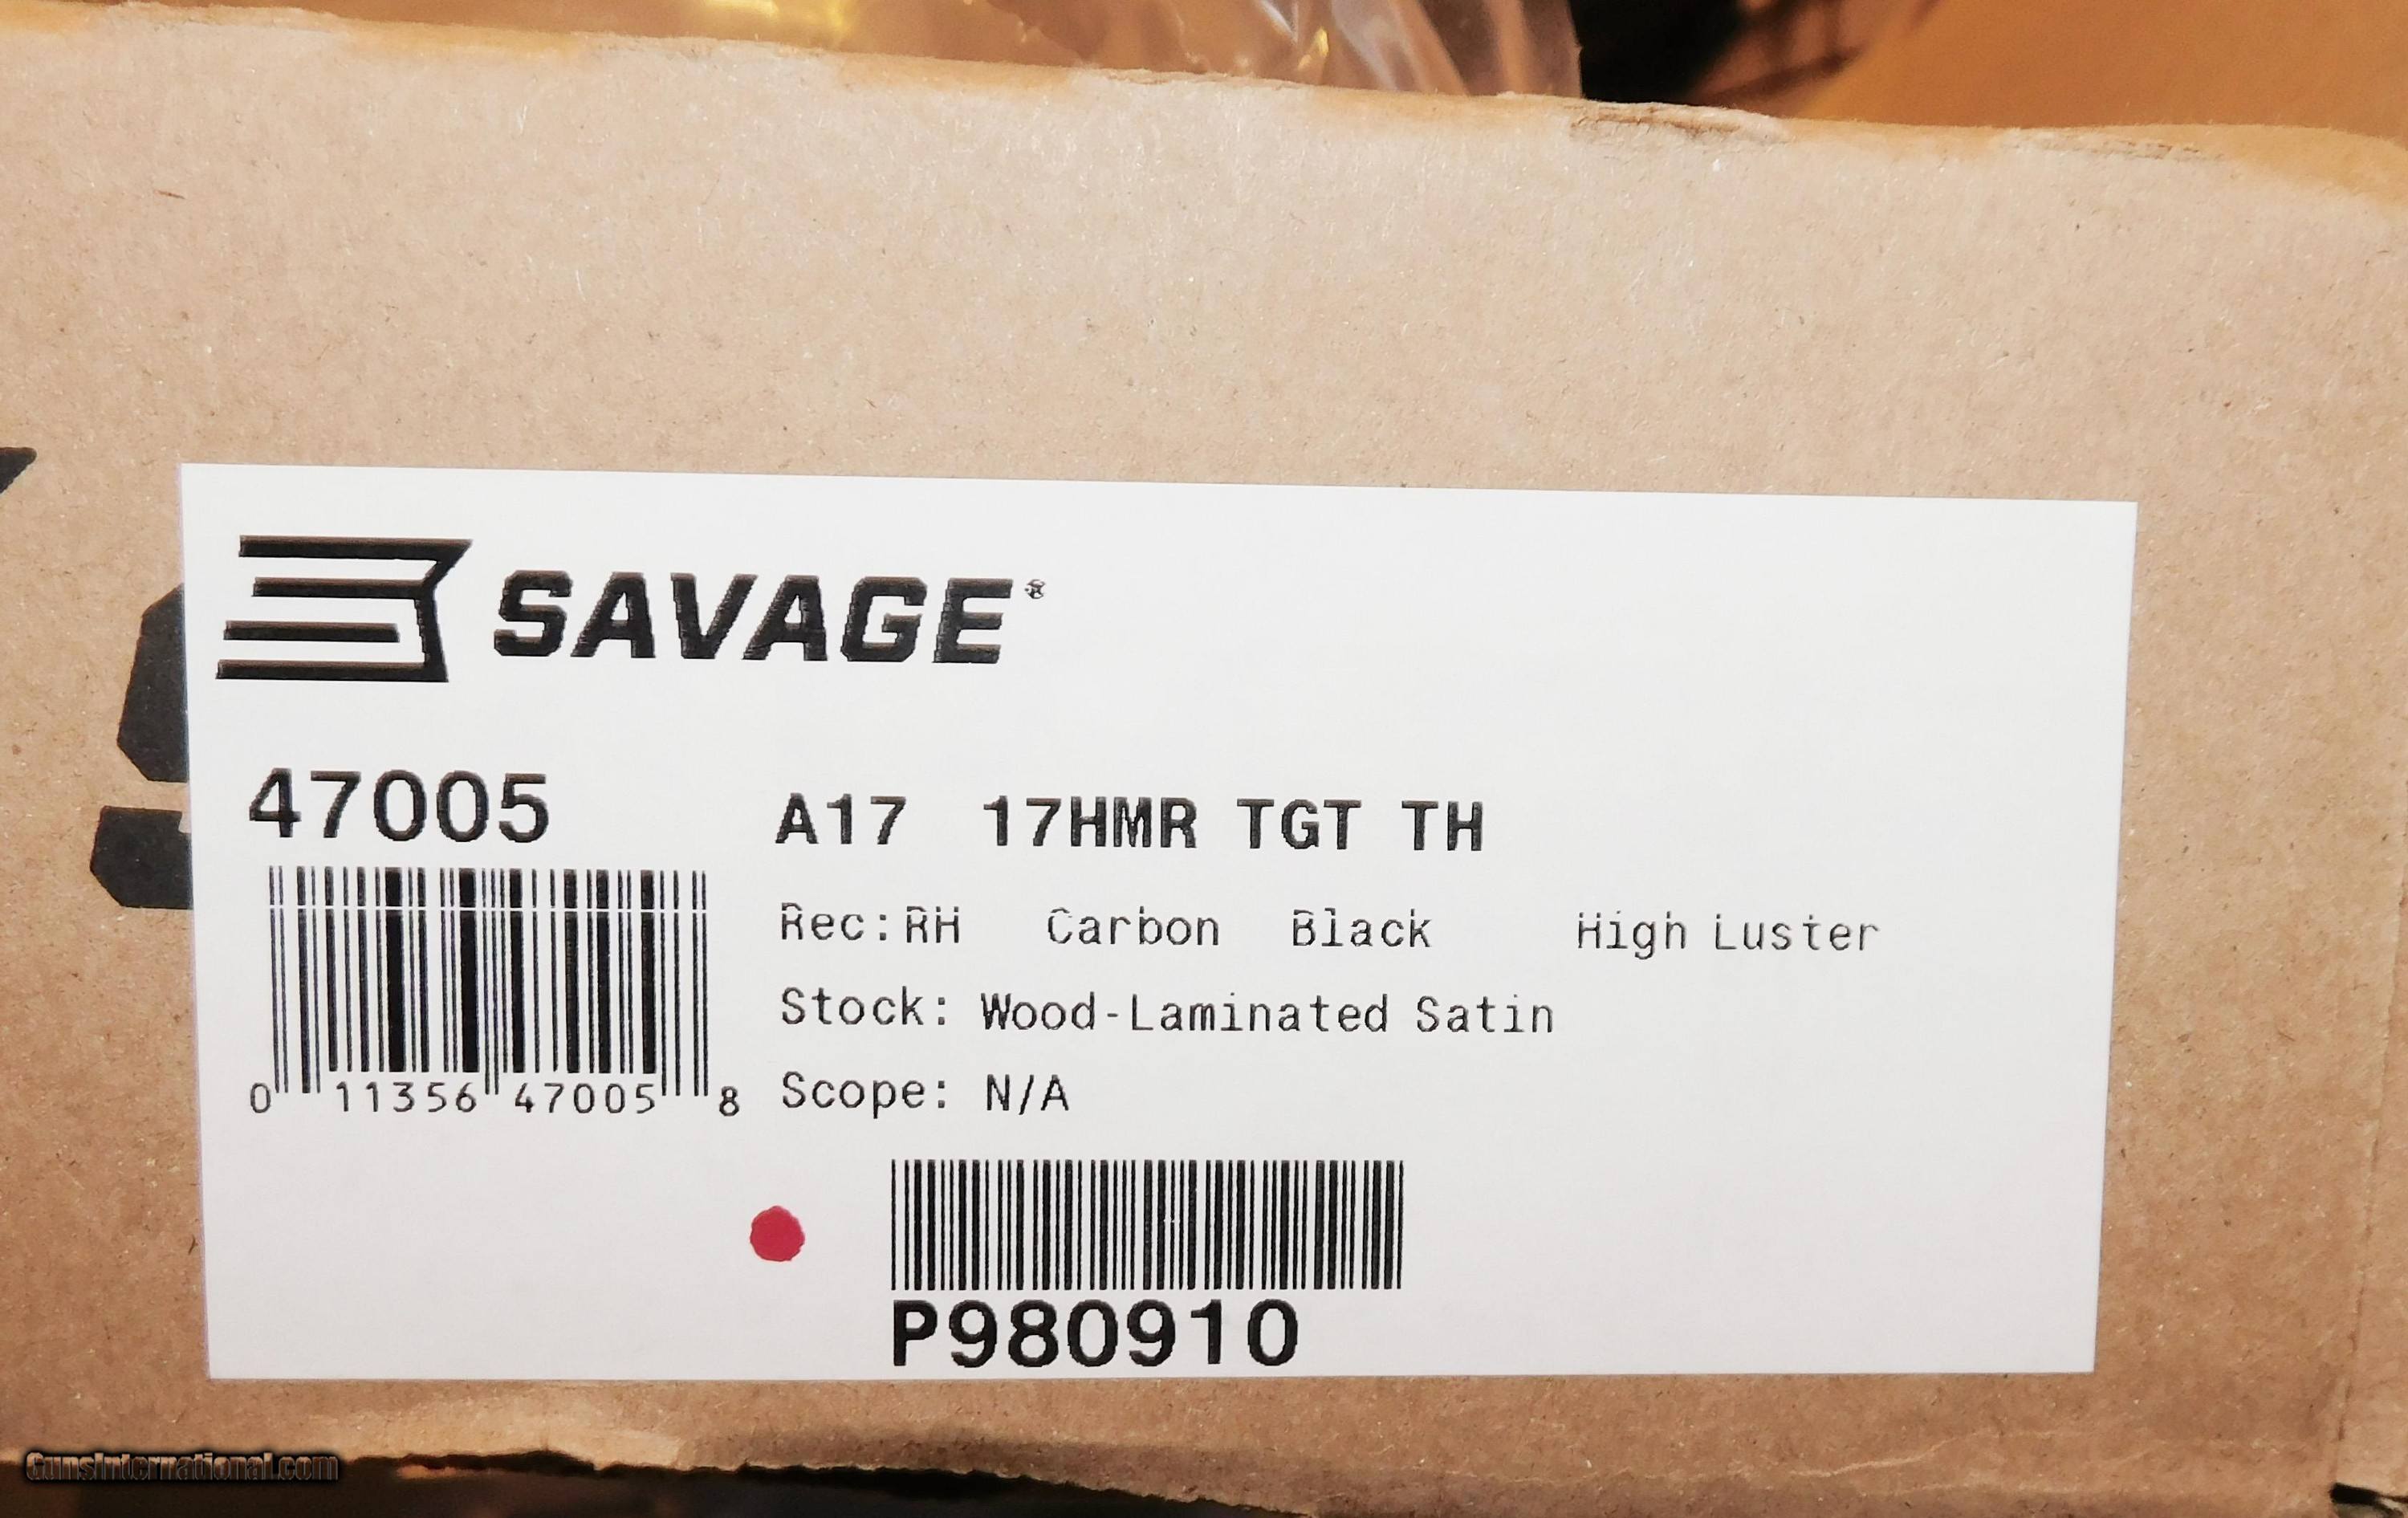 SAVAGE®
47005
A17 17HMR TGT TH
Rec:RH Carbon Black High Luster
Stock: Wood-Laminated Satin
Scope: N/A
0 11356 47005 8
P980910
GunsInternational.com